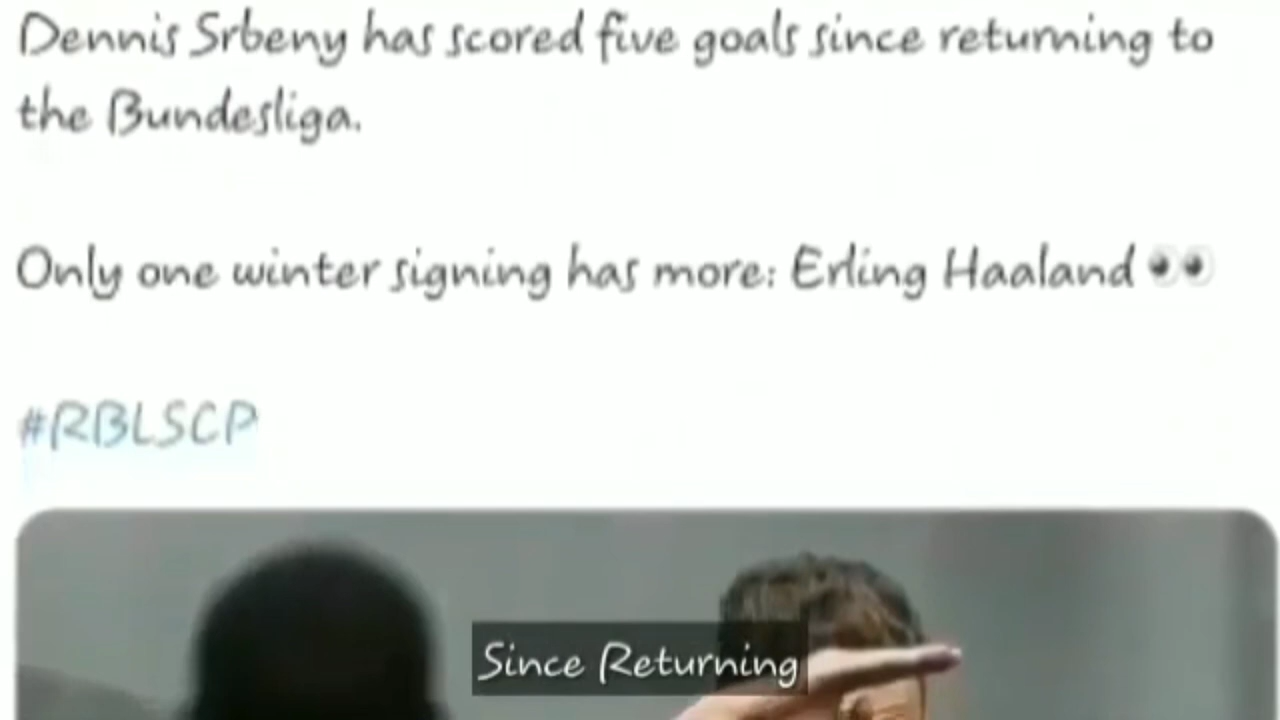 Dennis Srbeny has scored five goals since returning to
the Bundesliga.
Only one winter signing has more: Erling Haaland 👀
#RBLSCP
Since Returning